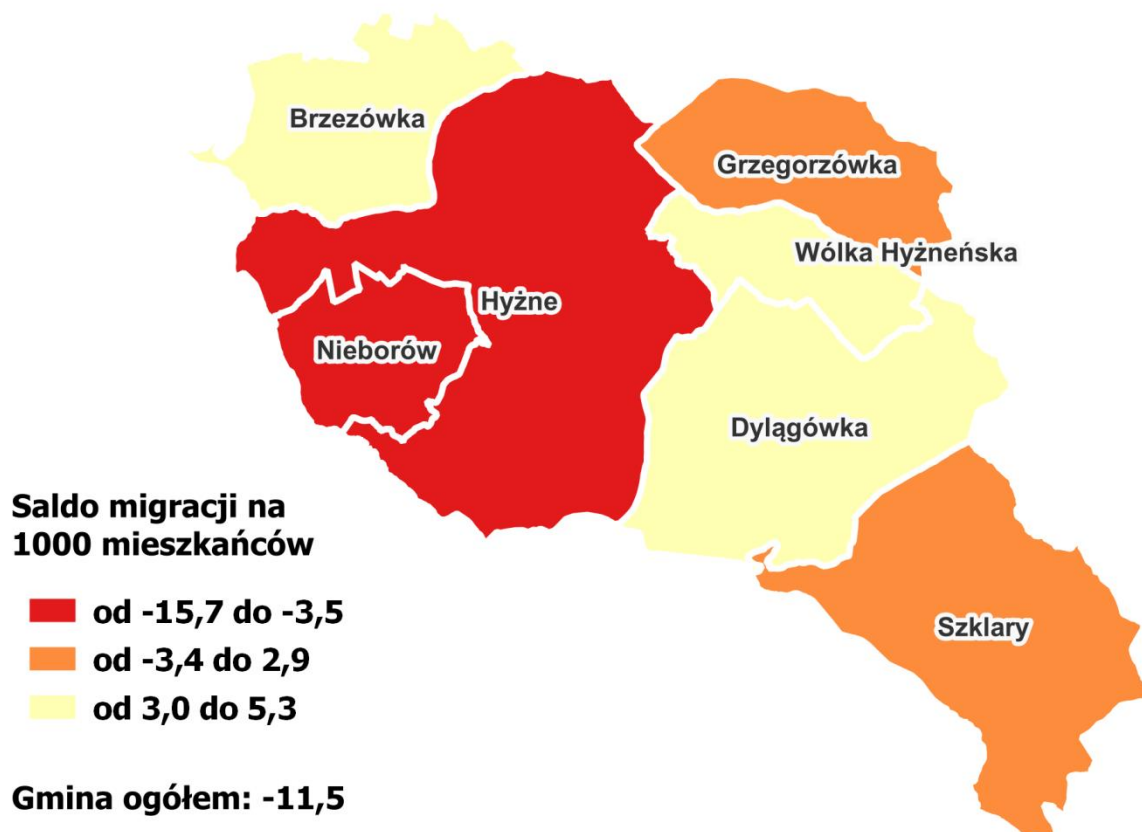 Brzezówka
Grzegorzówka
Wólka Hyżneńska
Hyżne
Nieborów
Dylągówka
Szklary
Saldo migracji na
1000 mieszkańców
od -15,7 do -3,5
od -3,4 do 2,9
od 3,0 do 5,3
Gmina ogółem: -11,5